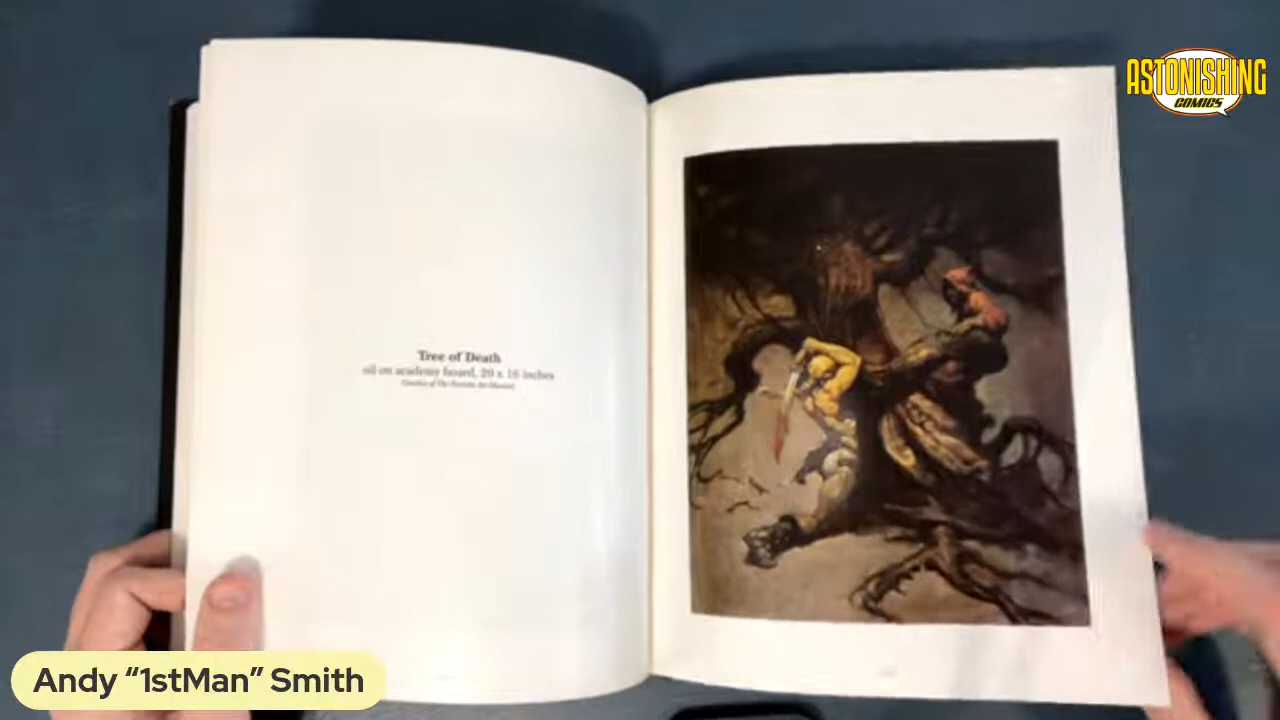 ASTONISHING
COMICS
Tree of Death
oil on academy board, 20 x 16 inches
Andy “1stMan” Smith